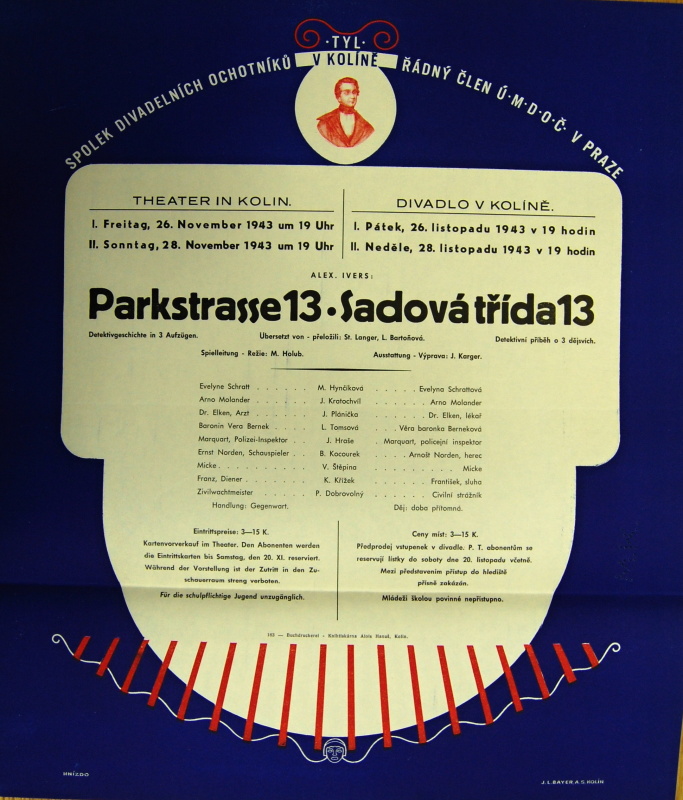 ·TYL·
V KOLÍNĚ
SPOLEK DIVADELNÍCH OCHOTNÍKŮ
ŘÁDNÝ ČLEN Ú·M·D·O·Č· V PRAZE
THEATER IN KOLIN.
I. Freitag, 26. November 1943 um 19 Uhr
II. Sonntag, 28. November 1943 um 19 Uhr
DIVADLO V KOLÍNĚ.
I. Pátek, 26. listopadu 1943 v 19 hodin
II. Neděle, 28. listopadu 1943 v 19 hodin
ALEX. IVERS:
Parkstrasse 13 • Sadová třída 13
Detektivgeschichte in 3 Aufzügen.
Übersetzt von - přeložili: St. Langer, L. Bartoňová.
Detektivní příběh o 3 dějsvích.
Spielleitung - Režie: M. Holub.
Ausstattung - Výprava: J. Karger.
Evelyne Schratt . . . . . . M. Hynčíková . . . . . Evelyna Schrattová
Arno Molander . . . . . . J. Kratochvíl . . . . . . Arno Molander
Dr. Elken, Arzt . . . . . . J. Plánička . . . . . . Dr. Elken, lékař
Baronin Vera Bernek . . . . L. Tomsová . . . Věra baronka Berneková
Marquart, Polizei-Inspektor . . J. Hraše . . Marquart, policejní inspektor
Ernst Norden, Schauspieler . . B. Kocourek . . . . Arnošt Norden, herec
Micke . . . . . . . . . . V. Štěpina . . . . . . . . . Micke
Franz, Diener . . . . . . . K. Křížek . . . . . . František, sluha
Zivilwachtmeister . . . . . P. Dobrovolný . . . . . . Civilní strážník
Handlung: Gegenwart.
Děj: doba přítomná.
Eintrittspreise: 3—15 K.
Kartenvorverkauf im Theater. Den Abonenten werden
die Eintrittskarten bis Samstag, den 20. XI. reserviert.
Während der Vorstellung ist der Zutritt in den Zu-
schauerraum streng verboten.
Für die schulpflichtige Jugend unzugänglich.
Ceny míst: 3—15 K.
Předprodej vstupenek v divadle. P. T. abonentům se
reservují lístky do soboty dne 20. listopadu včetně.
Mezi představením přístup do hlediště
přísně zakázán.
Mládeži školou povinné nepřístupno.
103 — Buchdruckerei - Knihtiskárna Alois Hanuš, Kolín.
HNÍZDO
J. L. BAYER, A. S. KOLÍN